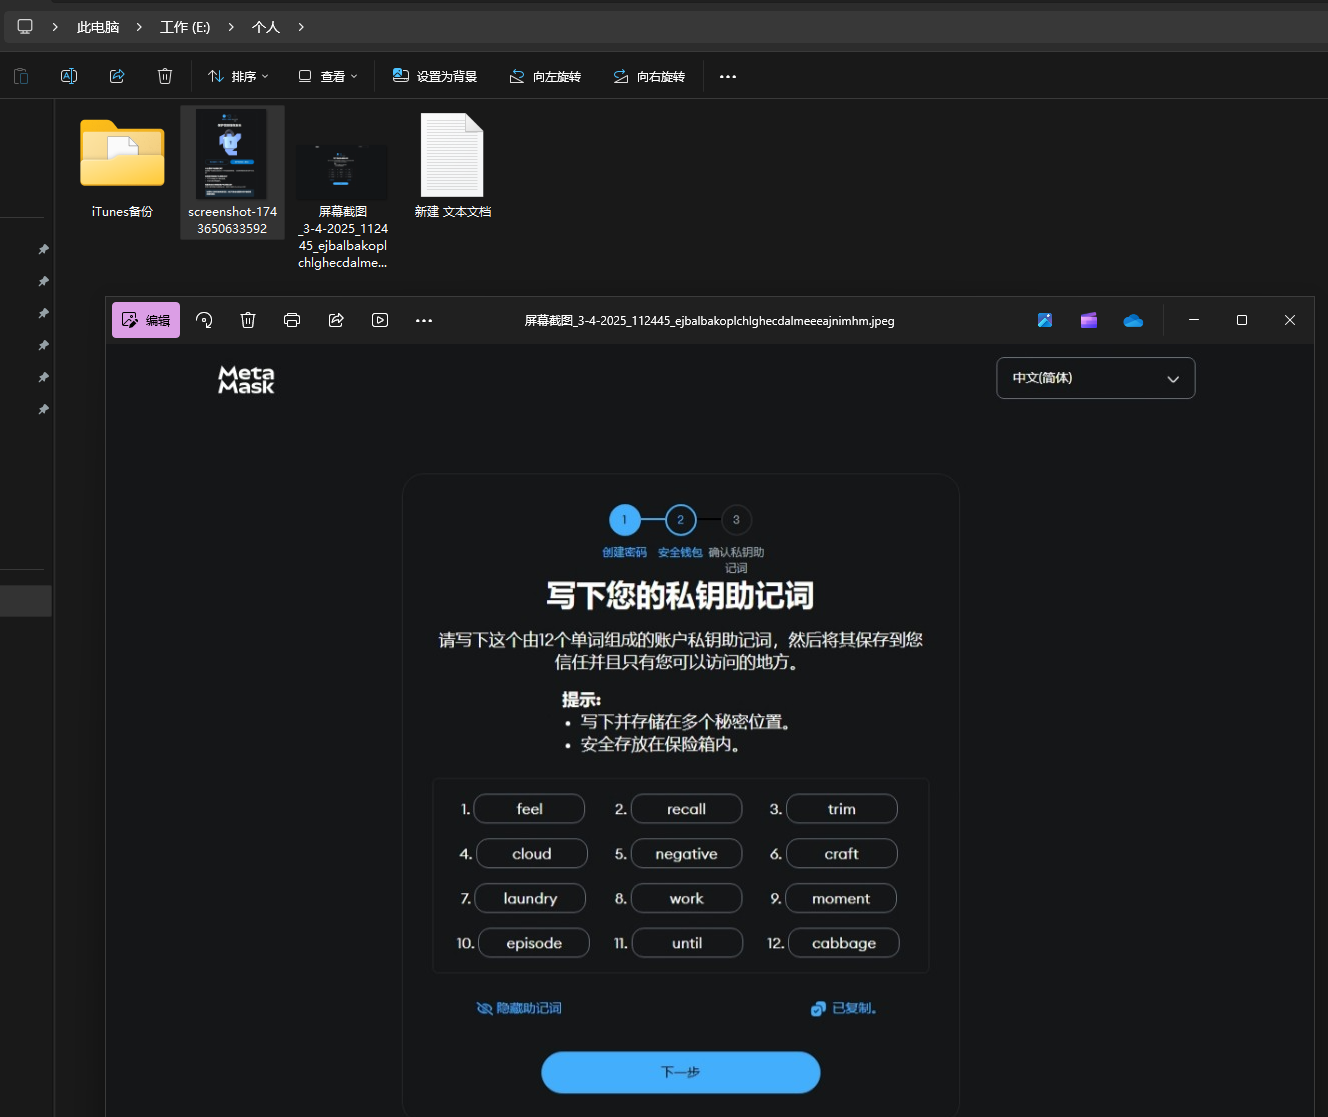 此电脑 工作 (E:) 个人
排序 查看 设置为背景 向左旋转 向右旋转
iTunes备份
screenshot-174
3650633592
屏幕截图
_3-4-2025_1124
45_ejbalbakopl
chlghecdalme...
新建 文本文档
编辑 屏幕截图_3-4-2025_112445_ejbalbakoplchlghecdalmeeeajnimhm.jpeg
Meta
Mask
中文(简体)
1 2 3
创建密码 安全钱包 确认私钥助
记词
写下您的私钥助记词
请写下这个由12个单词组成的账户私钥助记词，然后将其保存到您
信任并且只有您可以访问的地方。
提示:
• 写下并存储在多个秘密位置。
• 安全存放在保险箱内。
1. feel 2. recall 3. trim
4. cloud 5. negative 6. craft
7. laundry 8. work 9. moment
10. episode 11. until 12. cabbage
隐藏助记词 已复制。
下一步